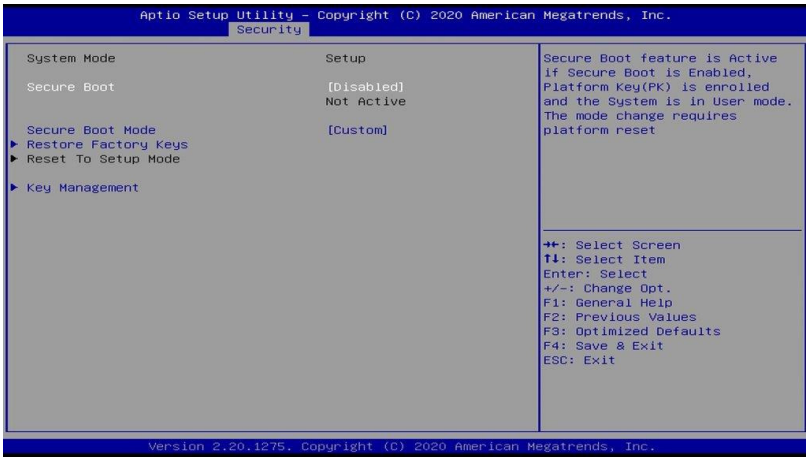 Aptio Setup Utility – Copyright (C) 2020 American Megatrends, Inc.
Security
System Mode Setup
Secure Boot [Disabled]
Not Active
Secure Boot Mode [Custom]
▶ Restore Factory Keys
▶ Reset To Setup Mode
▶ Key Management
Secure Boot feature is Active
if Secure Boot is Enabled,
Platform Key(PK) is enrolled
and the System is in User mode.
The mode change requires
platform reset
→←: Select Screen
↑↓: Select Item
Enter: Select
+/-: Change Opt.
F1: General Help
F2: Previous Values
F3: Optimized Defaults
F4: Save & Exit
ESC: Exit
Version 2.20.1275. Copyright (C) 2020 American Megatrends, Inc.